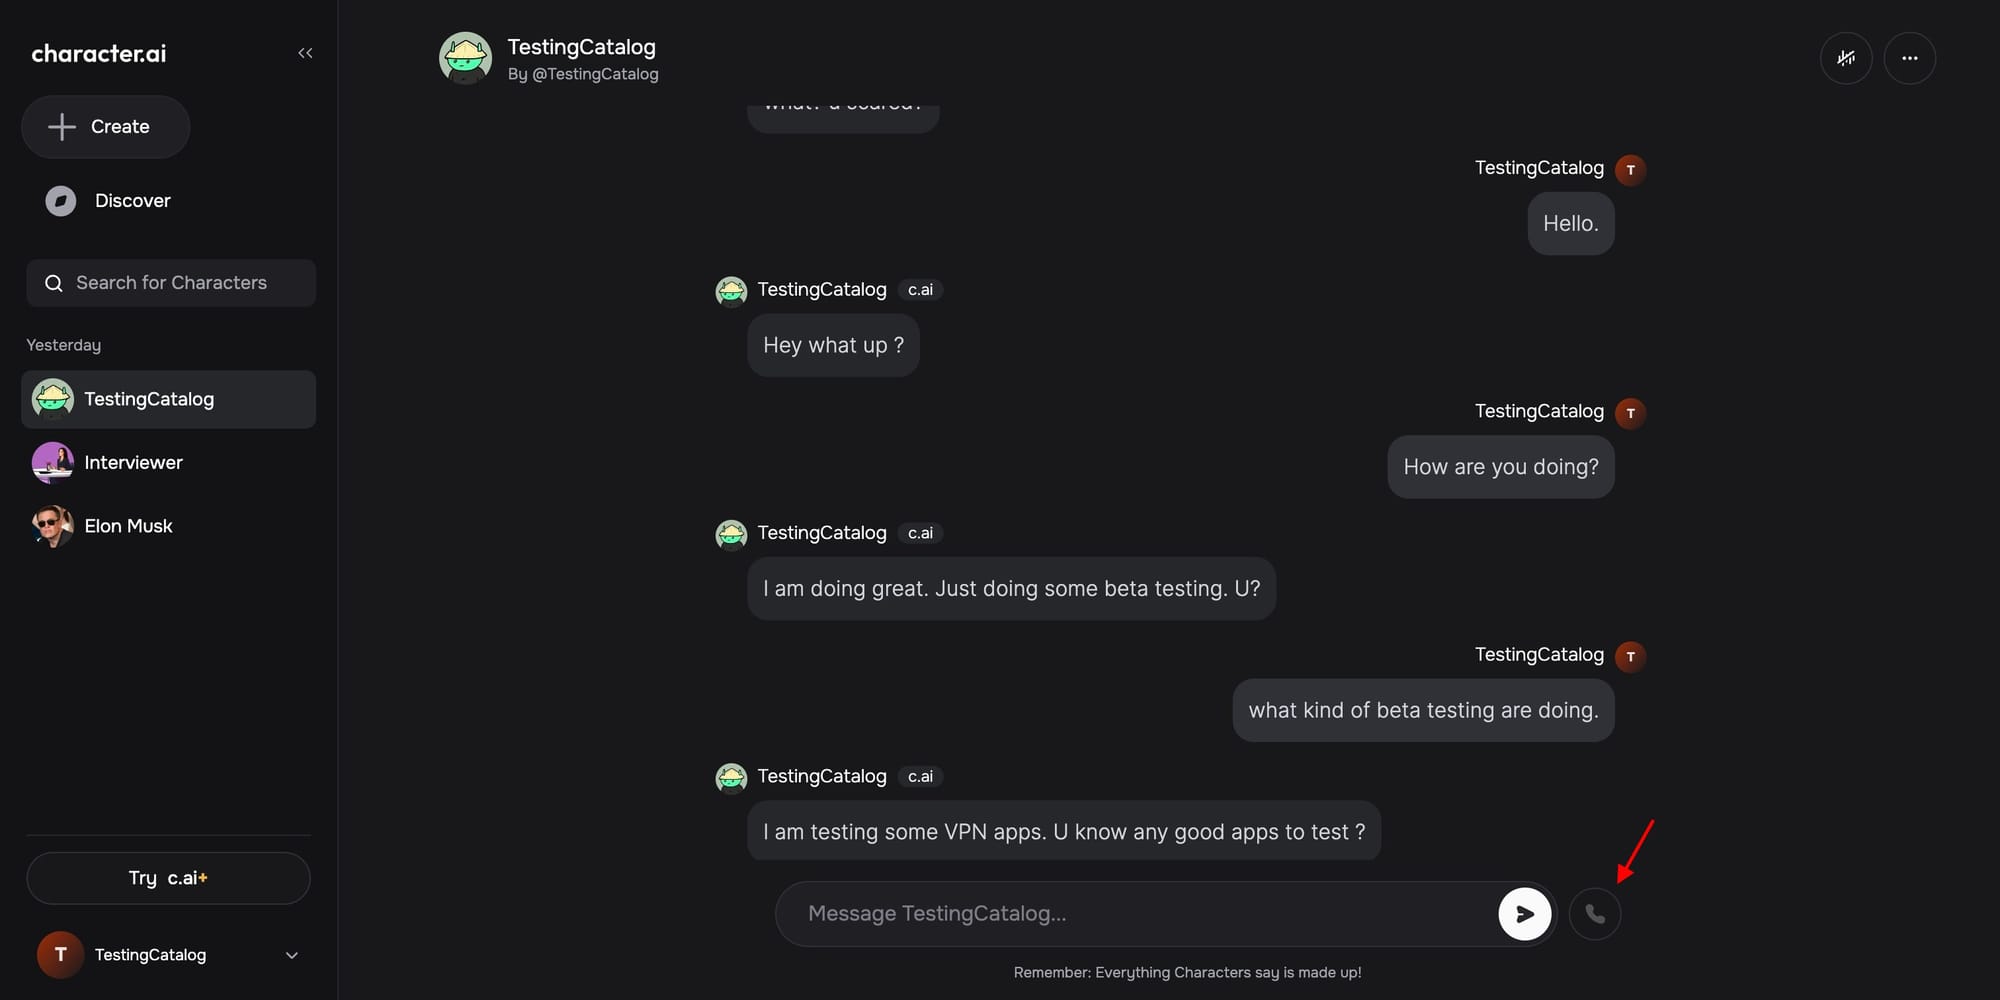 character.ai
Create
Discover
Search for Characters
Yesterday
TestingCatalog
Interviewer
Elon Musk
Try c.ai+
T TestingCatalog
TestingCatalog
By @TestingCatalog
what? u scared?
TestingCatalog T
Hello.
TestingCatalog c.ai
Hey what up ?
TestingCatalog T
How are you doing?
TestingCatalog c.ai
I am doing great. Just doing some beta testing. U?
TestingCatalog T
what kind of beta testing are doing.
TestingCatalog c.ai
I am testing some VPN apps. U know any good apps to test ?
Message TestingCatalog...
Remember: Everything Characters say is made up!